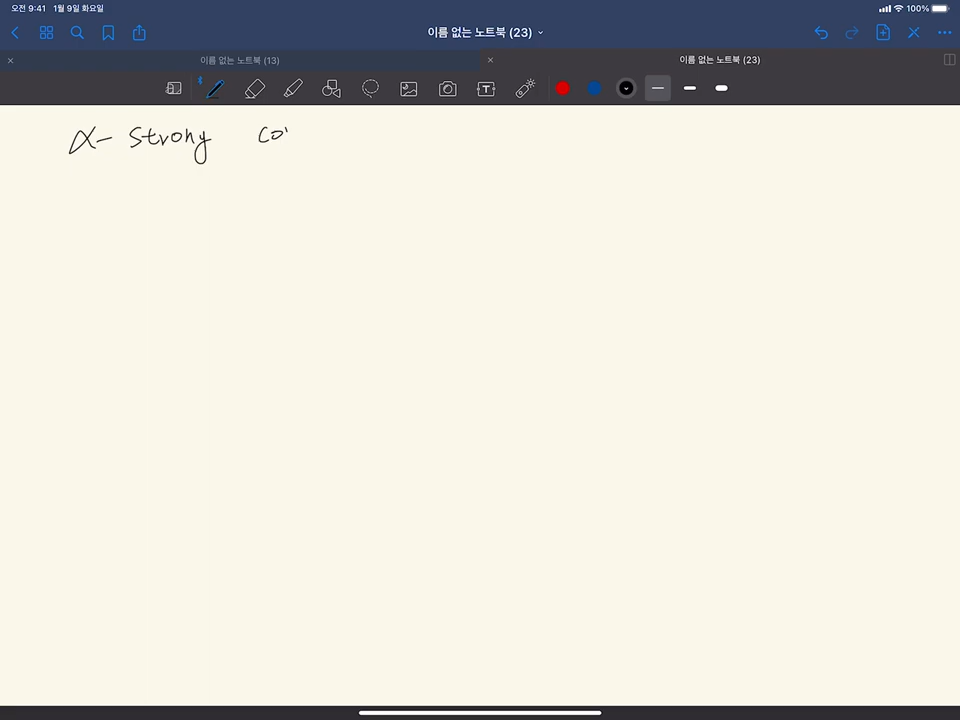 오전 9:41 1월 9일 화요일 100%
이름 없는 노트북 (23)
이름 없는 노트북 (13) 이름 없는 노트북 (23)
α- Strong co